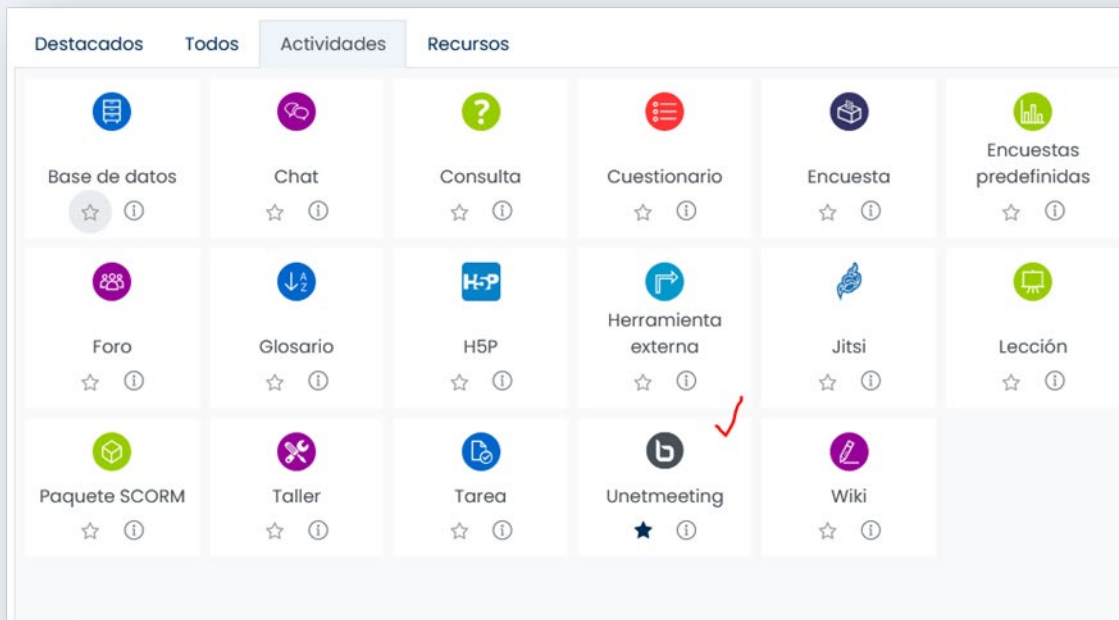 Destacados Todos Actividades Recursos
Base de datos
Chat
Consulta
Cuestionario
Encuesta
Encuestas
predefinidas
Foro
Glosario
H5P
H5P
Herramienta
externa
Jitsi
Lección
Paquete SCORM
Taller
Tarea
b
Unetmeeting
Wiki